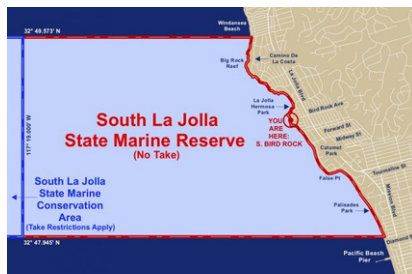 32° 49.573' N
Windansea
Beach
Camino De
La Costa
Big Rock
Reef
La Jolla Blvd
La Jolla
Hermosa
Park
Bird Rock Ave
South La Jolla
State Marine Reserve
(No Take)
YOU
ARE
HERE:
S. BIRD ROCK
Forward St
Midway St
Calumet
Park
117° 19.000' W
South La Jolla
State Marine
Conservation
Area
(Take Restrictions Apply)
False Pt
Tourmaline St
Mission Blvd
Palisades
Park
32° 47.945' N
Diamond S
Pacific Beach
Pier